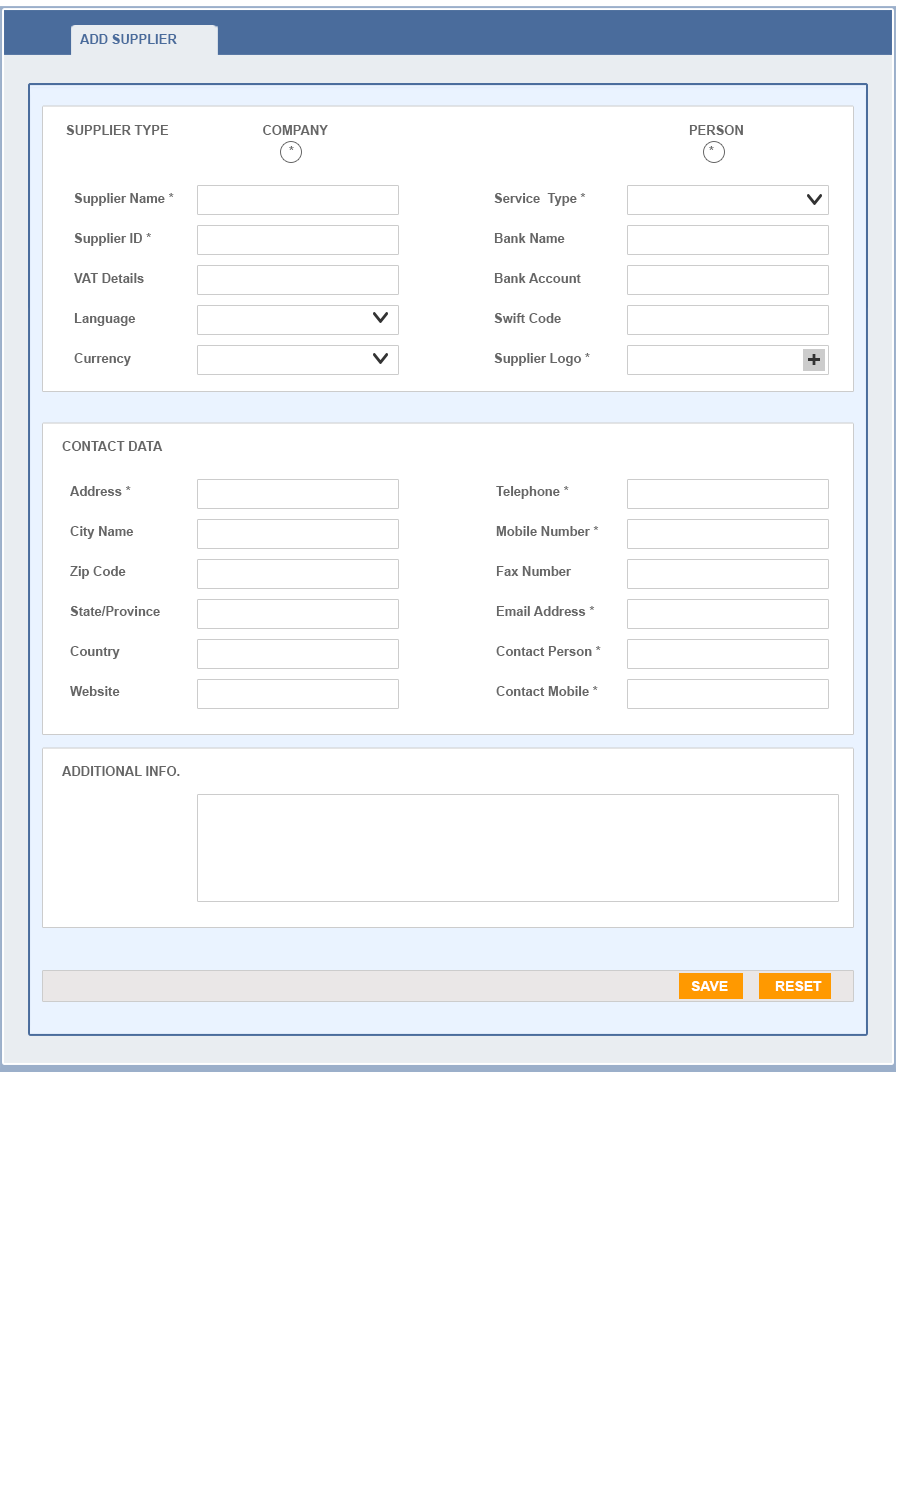 ADD SUPPLIER
SUPPLIER TYPE COMPANY PERSON
* *
Supplier Name * Service Type *
Supplier ID * Bank Name
VAT Details Bank Account
Language Swift Code
Currency Supplier Logo *
CONTACT DATA
Address * Telephone *
City Name Mobile Number *
Zip Code Fax Number
State/Province Email Address *
Country Contact Person *
Website Contact Mobile *
ADDITIONAL INFO.
SAVE RESET